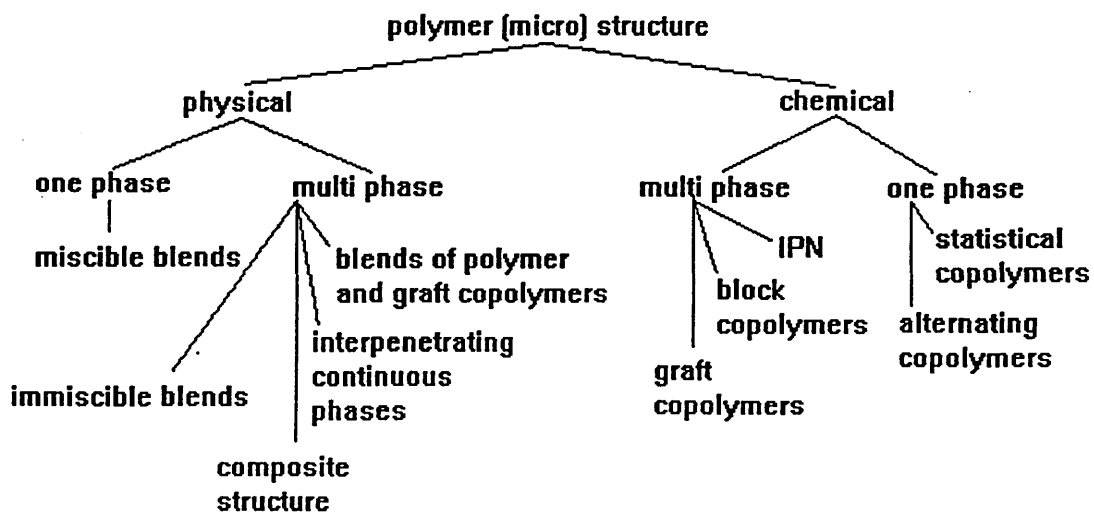 polymer (micro) structure
physical
chemical
one phase
multi phase
multi phase
one phase
miscible blends
blends of polymer
and graft copolymers
IPN
statistical
copolymers
block
copolymers
interpenetrating
continuous
phases
alternating
copolymers
immiscible blends
graft
copolymers
composite
structure